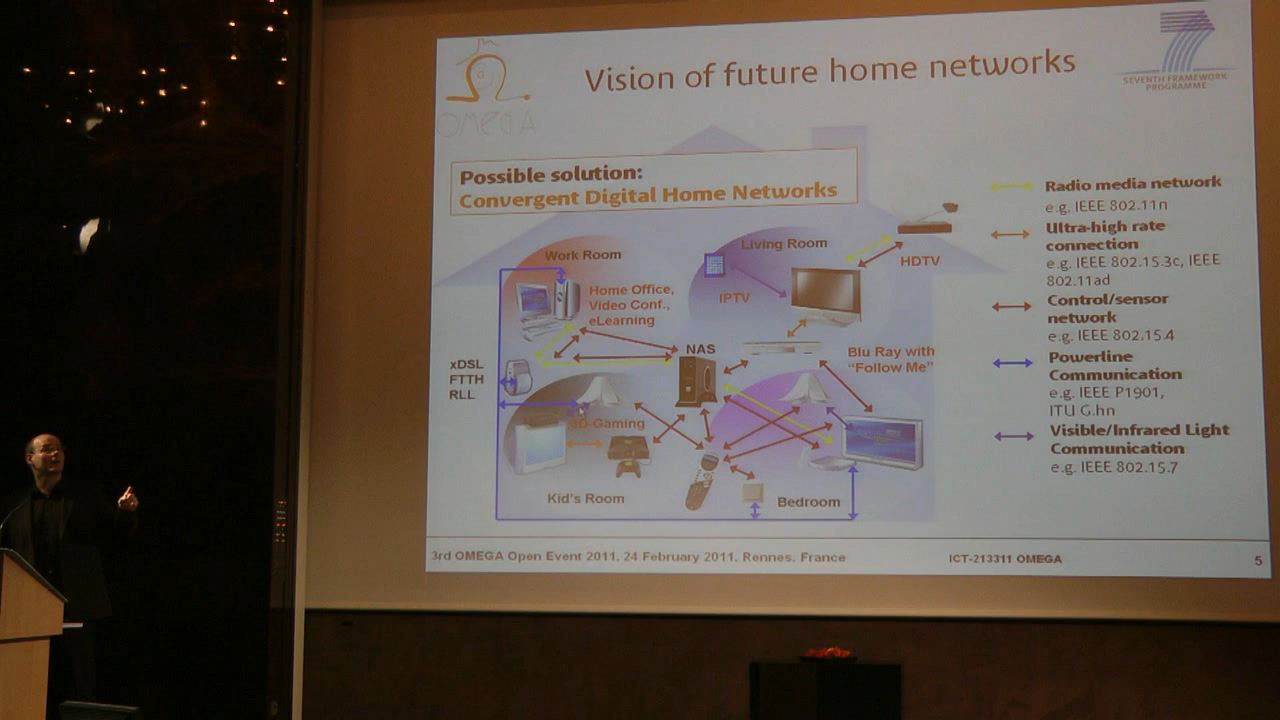 Vision of future home networks
OMEGA
SEVENTH FRAMEWORK
PROGRAMME
Possible solution:
Convergent Digital Home Networks
Work Room
Home Office,
Video Conf.,
eLearning
Living Room
IPTV
HDTV
NAS
Blu Ray with
"Follow Me"
xDSL
FTTH
RLL
3D-Gaming
Kid's Room
Bedroom
Radio media network
e.g. IEEE 802.11n
Ultra-high rate
connection
e.g. IEEE 802.15.3c, IEEE
802.11ad
Control/sensor
network
e.g. IEEE 802.15.4
Powerline
Communication
e.g. IEEE P1901,
ITU G.hn
Visible/Infrared Light
Communication
e.g. IEEE 802.15.7
3rd OMEGA Open Event 2011, 24 February 2011, Rennes, France
ICT-213311 OMEGA
5